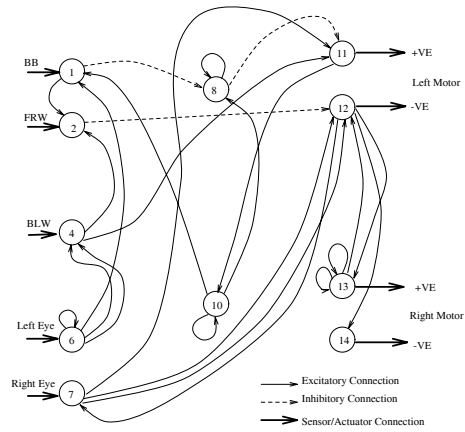 BB
1
11
+VE
8
Left Motor
12
-VE
FRW
2
BLW
4
13
+VE
10
Right Motor
Left Eye
6
14
-VE
Right Eye
7
Excitatory Connection
Inhibitory Connection
Sensor/Actuator Connection